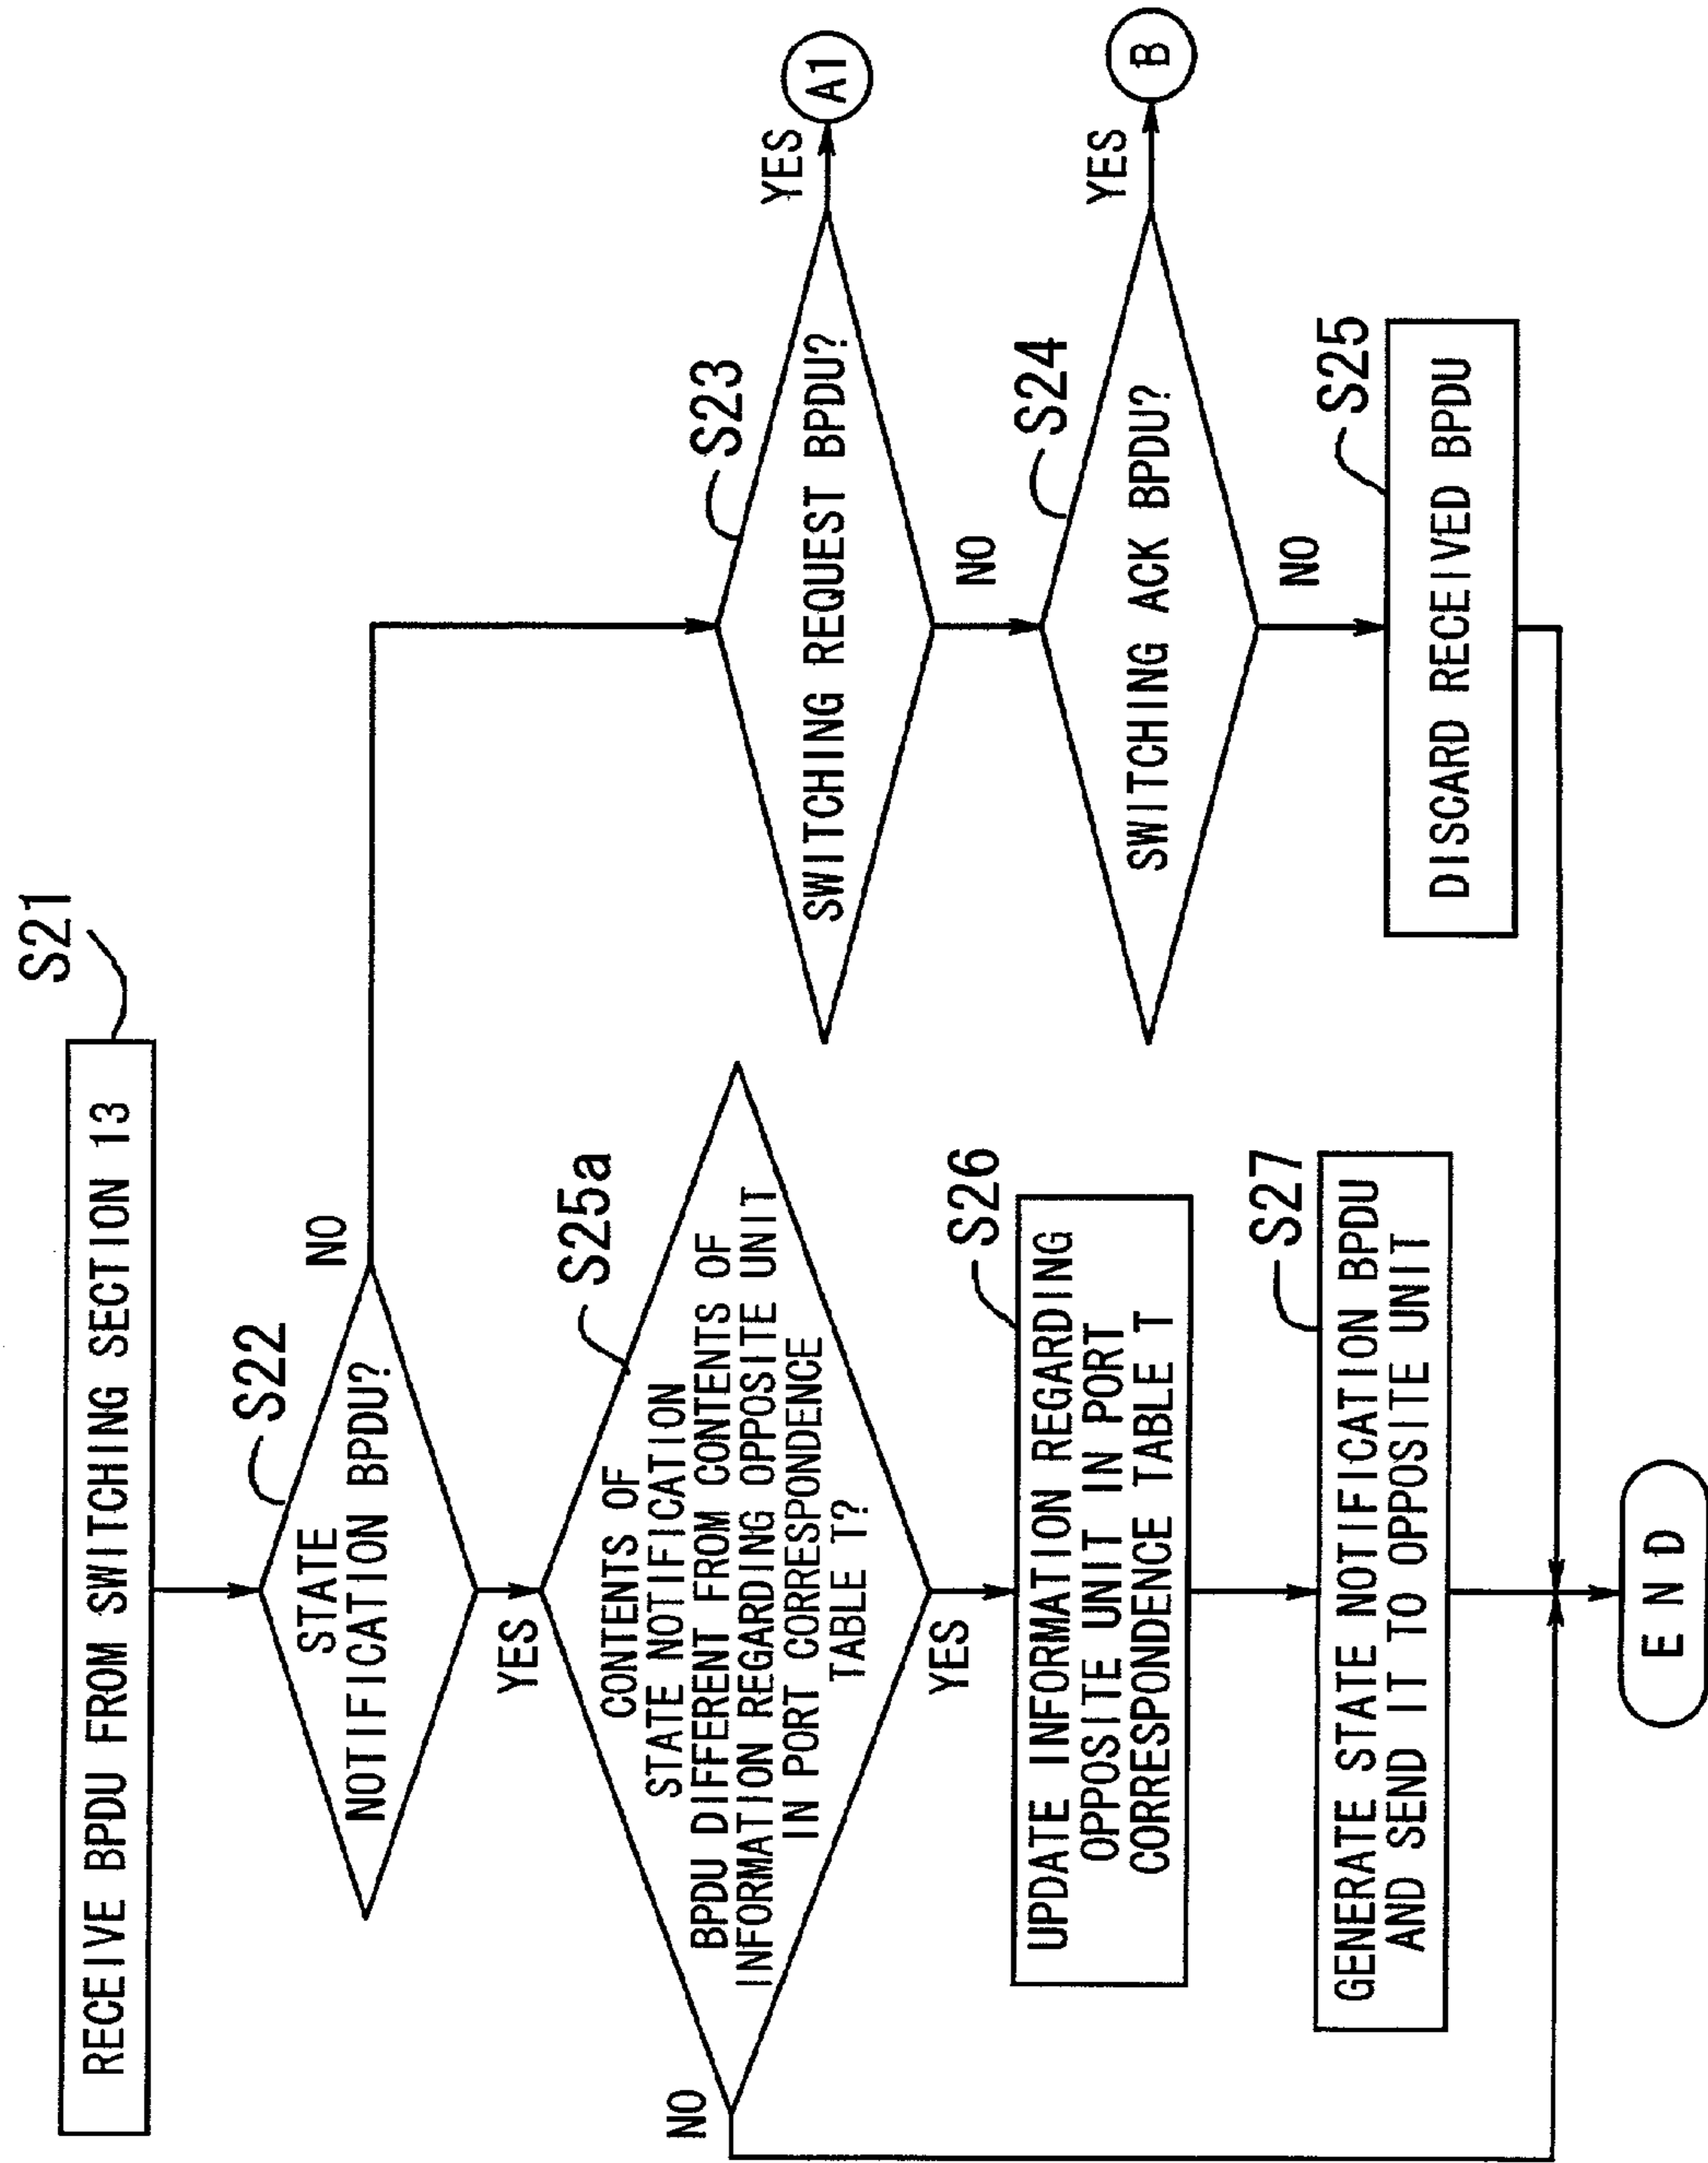 S21
RECEIVE BPDU FROM SWITCHING SECTION 13
S22
STATE
NOTIFICATION BPDU?
NO
YES
S25a
CONTENTS OF
STATE NOTIFICATION
BPDU DIFFERENT FROM CONTENTS OF
INFORMATION REGARDING OPPOSITE UNIT
IN PORT CORRESPONDENCE
TABLE T?
NO
YES
S26
UPDATE INFORMATION REGARDING
OPPOSITE UNIT IN PORT
CORRESPONDENCE TABLE T
S27
GENERATE STATE NOTIFICATION BPDU
AND SEND IT TO OPPOSITE UNIT
S23
SWITCHING REQUEST BPDU?
YES
A1
NO
S24
SWITCHING ACK BPDU?
YES
B
NO
S25
DISCARD RECEIVED BPDU
END